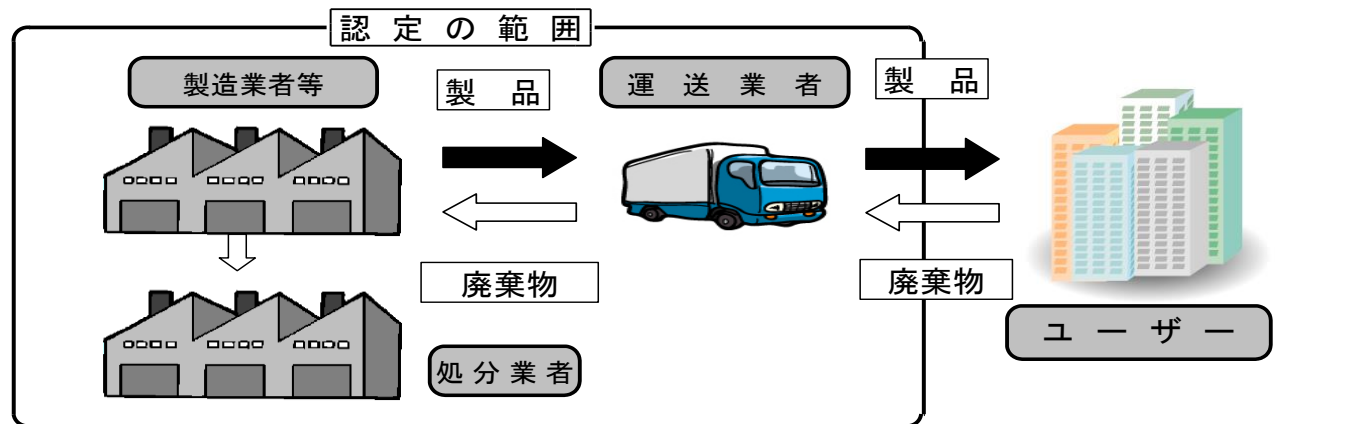 認定の範囲
製造業者等
製品
運送業者
製品
廃棄物
廃棄物
処分業者
ユーザー